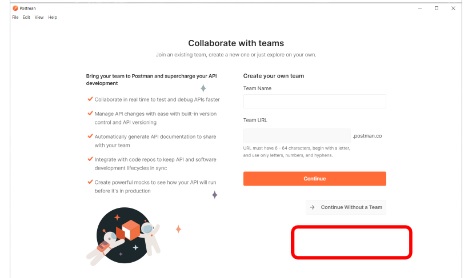 Postman
File Edit View Help
Collaborate with teams
Join an existing team, create a new one or just explore on your own.
Bring your team to Postman and supercharge your API
development
Collaborate in real time to test and debug APIs faster
Manage API changes with ease with built-in version
control and API versioning
Automatically generate API documentation to share
with your team
Integrate with code repos to keep API and software
development lifecycles in sync
Create powerful mocks to see how your API will run
before it's in production
Create your own team
Team Name
Team URL
.postman.co
URL must have 6 - 64 characters, begin with a letter,
and use only letters, numbers, and hyphens.
Continue
→ Continue Without a Team